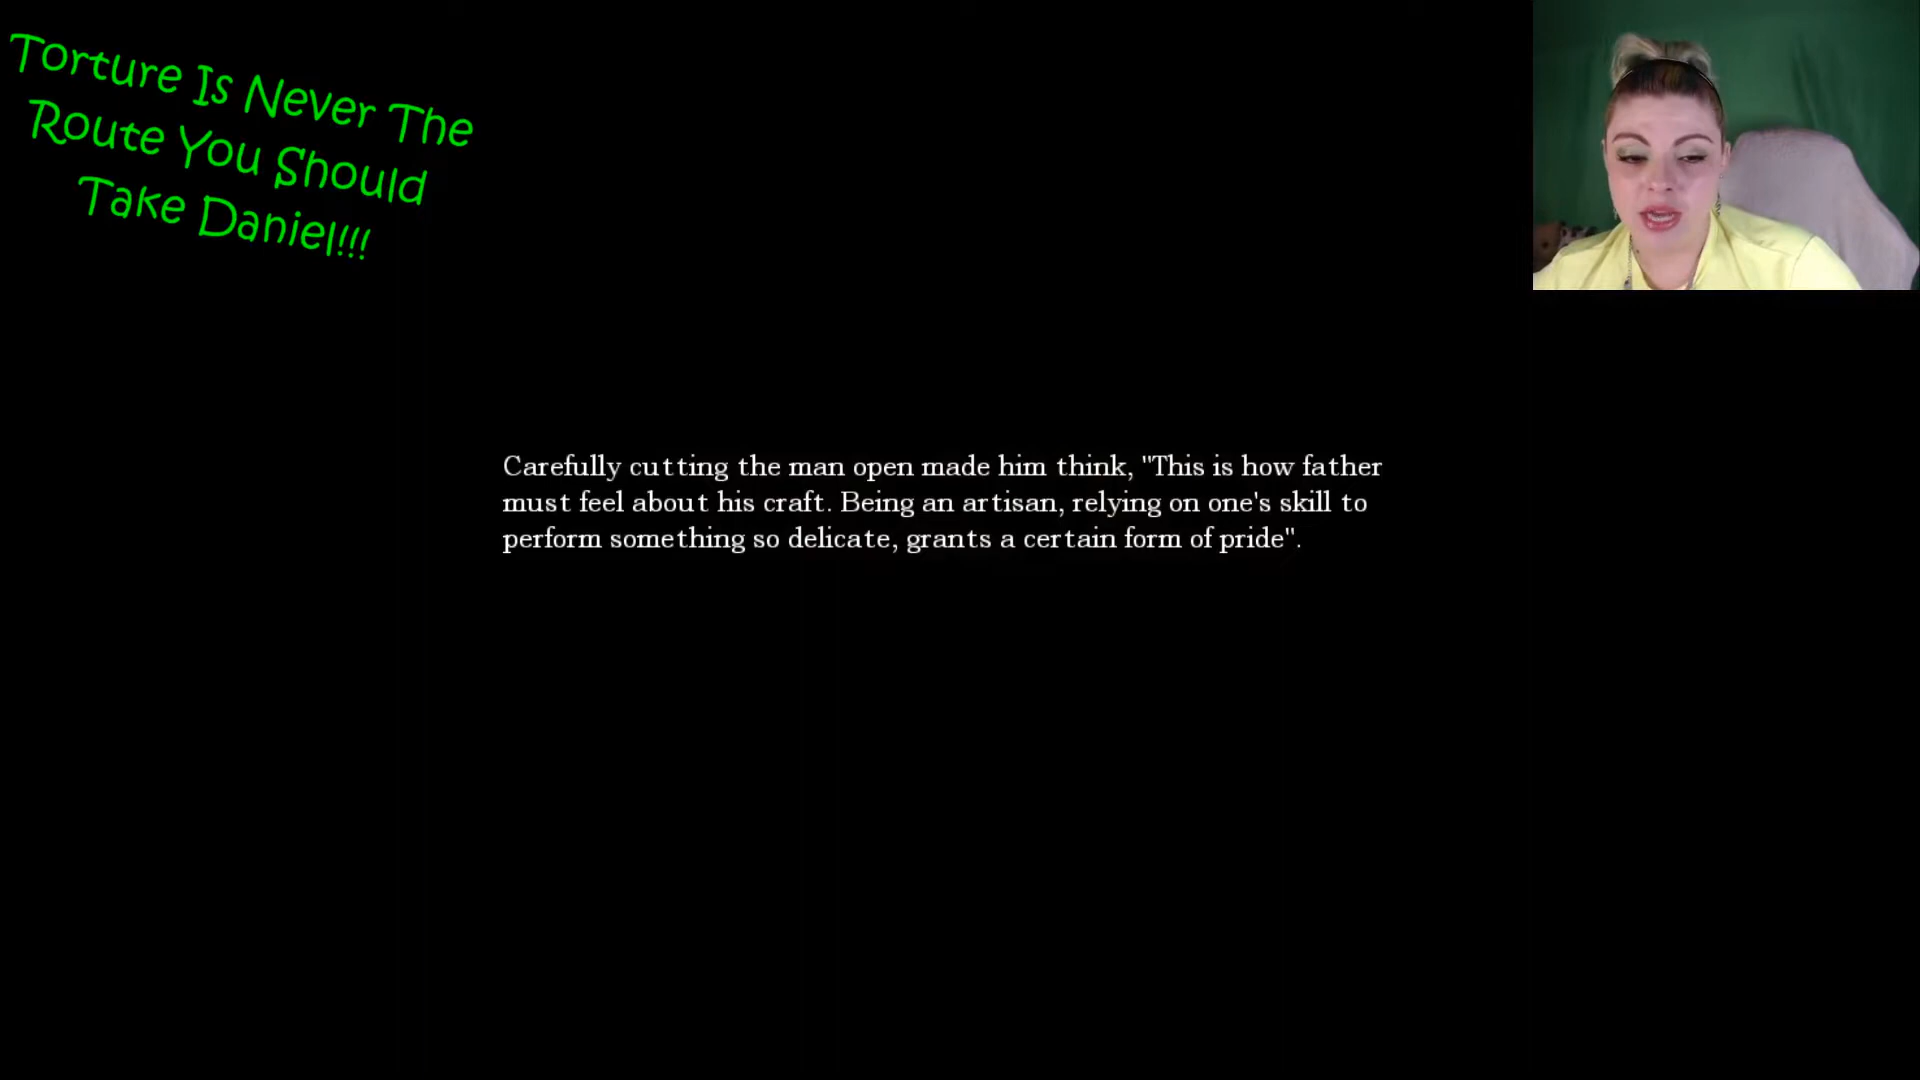 Torture Is Never The
Route You Should
Take Daniel!!!
Carefully cutting the man open made him think, "This is how father
must feel about his craft. Being an artisan, relying on one's skill to
perform something so delicate, grants a certain form of pride".